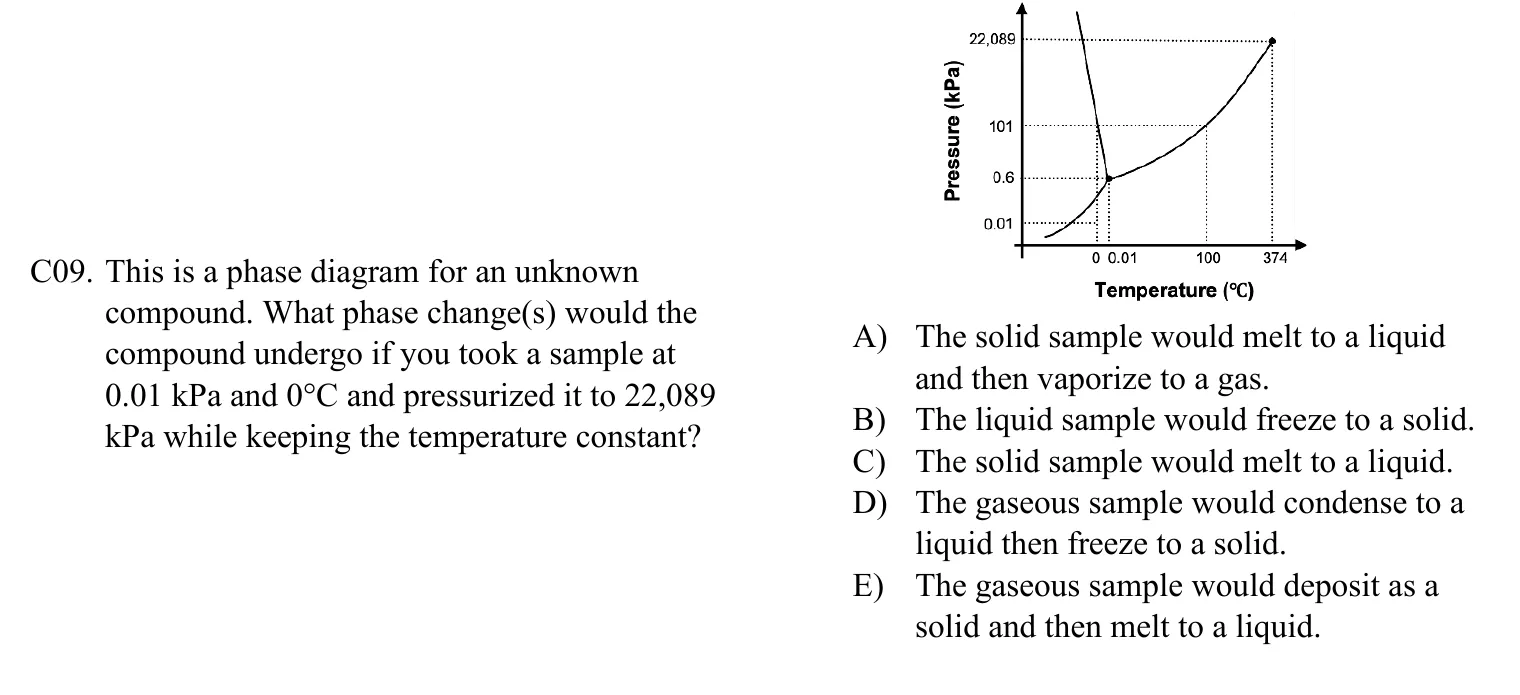 C09. This is a phase diagram for an unknown
compound. What phase change(s) would the
compound undergo if you took a sample at
0.01 kPa and 0°C and pressurized it to 22,089
kPa while keeping the temperature constant?
Pressure (kPa)
22,089
101
0.6
0.01
0 0.01 100 374
Temperature (°C)
A) The solid sample would melt to a liquid
and then vaporize to a gas.
B) The liquid sample would freeze to a solid.
C) The solid sample would melt to a liquid.
D) The gaseous sample would condense to a
liquid then freeze to a solid.
E) The gaseous sample would deposit as a
solid and then melt to a liquid.